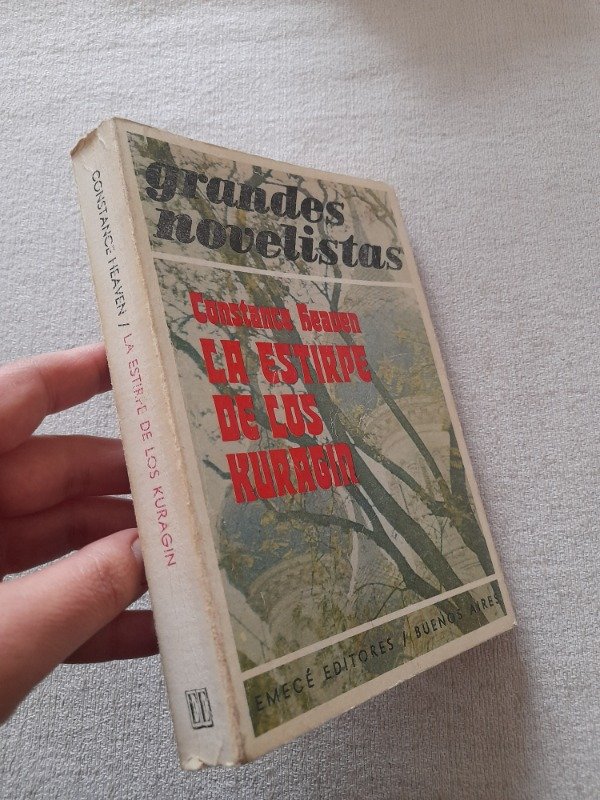 grandes
novelistas
Constance Heaven
LA ESTIRPE
DE LOS
KURAGIN
EMECÉ EDITORES / BUENOS AIRES
CONSTANCE HEAVEN / LA ESTIRPE DE LOS KURAGIN